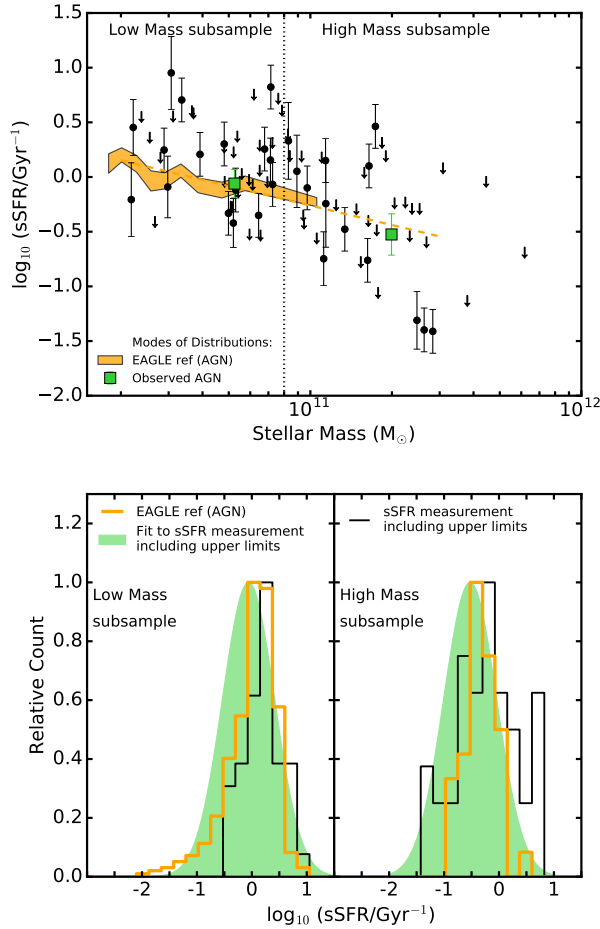 Low Mass subsample
High Mass subsample
1.5
1.0
0.5
0.0
−0.5
−1.0
−1.5
−2.0
log₁₀ (sSFR/Gyr⁻¹)
Modes of Distributions:
EAGLE ref (AGN)
Observed AGN
10¹¹
10¹²
Stellar Mass (M☉)
EAGLE ref (AGN)
Fit to sSFR measurement
including upper limits
Low Mass
subsample
sSFR measurement
including upper limits
High Mass
subsample
1.2
1.0
0.8
0.6
0.4
0.2
0.0
Relative Count
-2
-1
0
1
-2
-1
0
1
log₁₀ (sSFR/Gyr⁻¹)